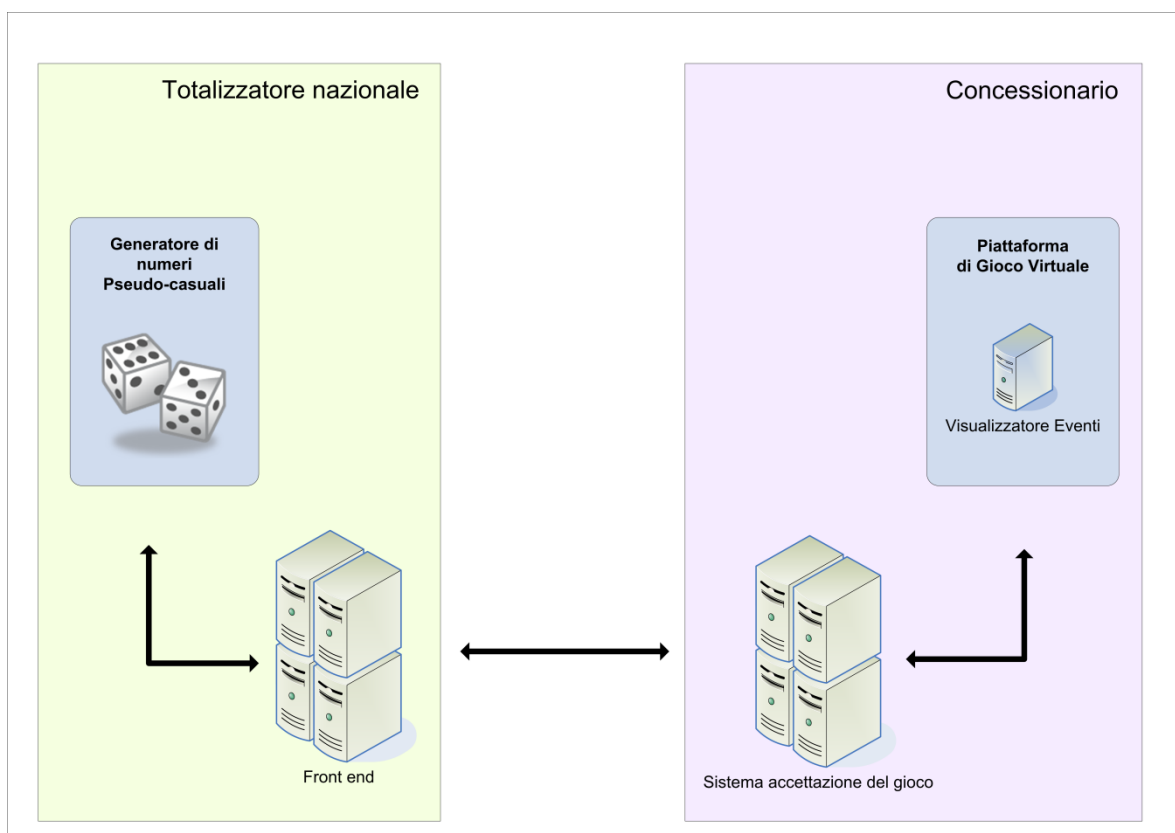 Totalizzatore nazionale
Generatore di
numeri
Pseudo-casuali
Front end
Concessionario
Piattaforma
di Gioco Virtuale
Visualizzatore Eventi
Sistema accettazione del gioco